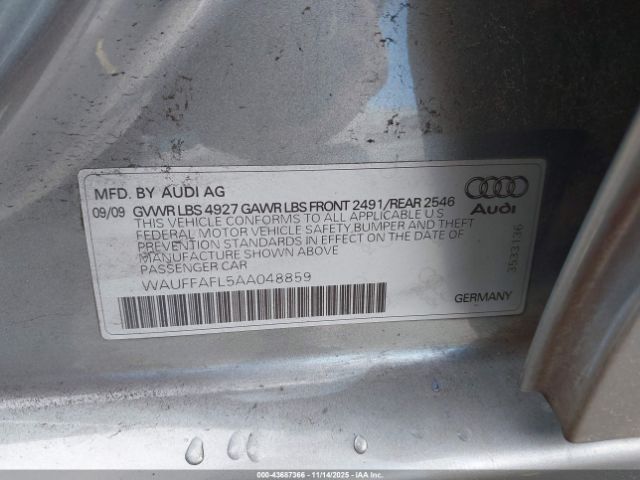 MFD. BY AUDI AG
09/09 GVWR LBS 4927 GAWR LBS FRONT 2491/REAR 2546
THIS VEHICLE CONFORMS TO ALL APPLICABLE U S
FEDERAL MOTOR VEHICLE SAFETY, BUMPER AND THEFT
PREVENTION STANDARDS IN EFFECT ON THE DATE OF
MANUFACTURE SHOWN ABOVE
PASSENGER CAR
WAUFFAFL5AA048859
Audi
3533136
GERMANY
000-43687366 - 11/14/2025 - IAAI.COM